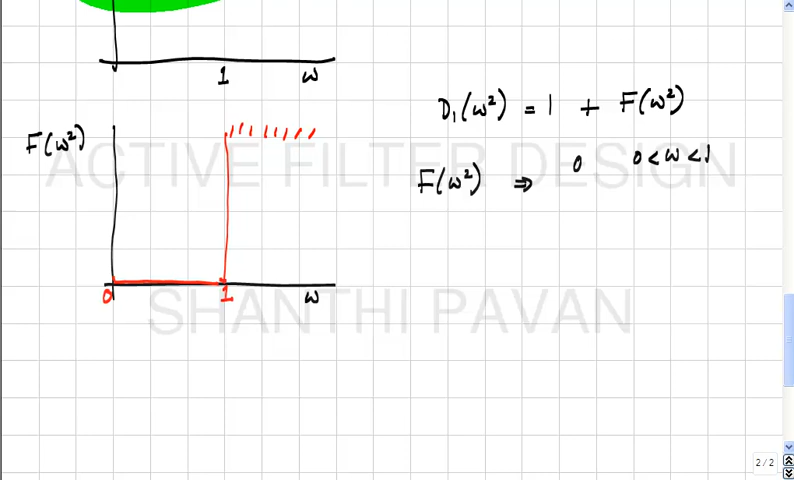 1 ω
D₁(ω²) = 1 + F(ω²)
F(ω²)
ACTIVE FILTER DESIGN
F(ω²) ⇒ 0 0 < ω < 1
0 1 ω
SHANTHI PAVAN
2 / 2